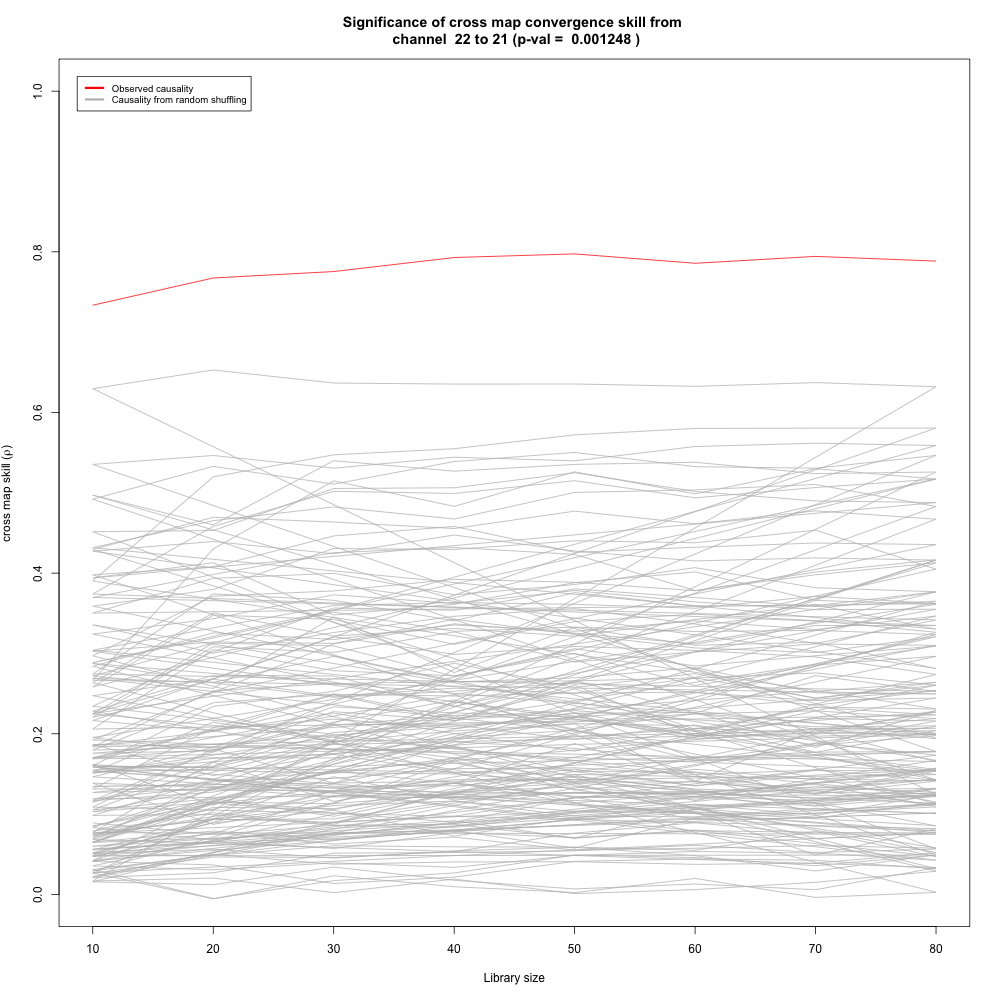 Significance of cross map convergence skill from
channel  22 to 21 (p-val =  0.001248 )
Observed causality
Causality from random shuffling
cross map skill (ρ)
1.0
0.8
0.6
0.4
0.2
0.0
10 20 30 40 50 60 70 80
Library size